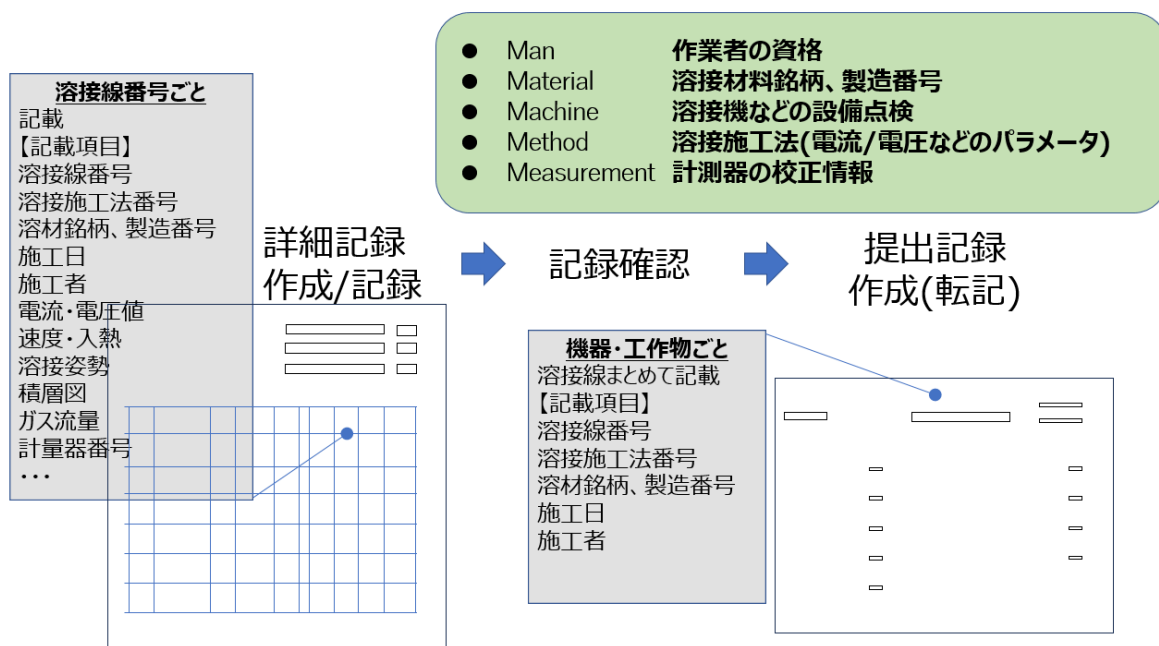 ● Man 作業者の資格
● Material 溶接材料銘柄、製造番号
● Machine 溶接機などの設備点検
● Method 溶接施工法(電流/電圧などのパラメータ)
● Measurement 計測器の校正情報
溶接線番号ごと
記載
【記載項目】
溶接線番号
溶接施工法番号
溶材銘柄、製造番号
施工日
施工者
電流・電圧値
速度・入熱
溶接姿勢
積層図
ガス流量
計量器番号
・・・
詳細記録
作成/記録
記録確認
提出記録
作成(転記)
機器・工作物ごと
溶接線まとめて記載
【記載項目】
溶接線番号
溶接施工法番号
溶材銘柄、製造番号
施工日
施工者